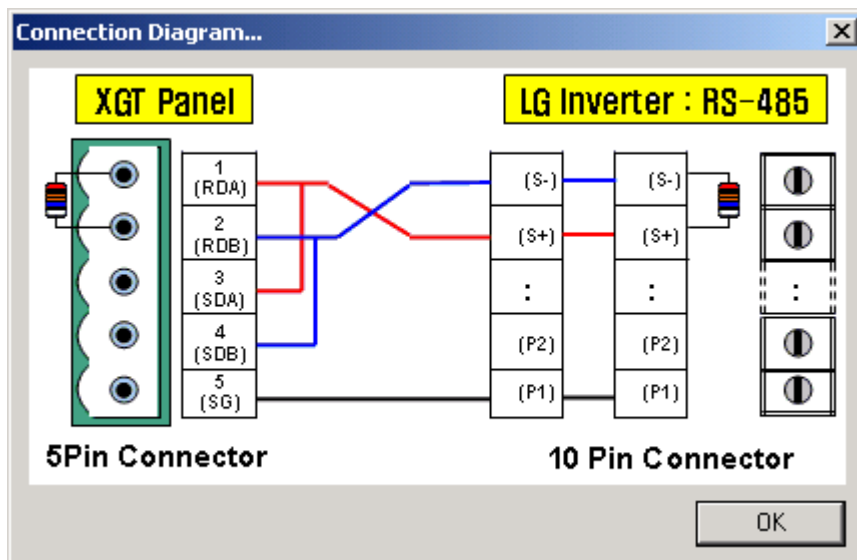 Connection Diagram...
XGT Panel
LG Inverter : RS-485
1
(RDA)
2
(RDB)
3
(SDA)
4
(SDB)
5
(SG)
(S-)
(S+)
:
(P2)
(P1)
(S-)
(S+)
:
(P2)
(P1)
:
5Pin Connector
10 Pin Connector
OK